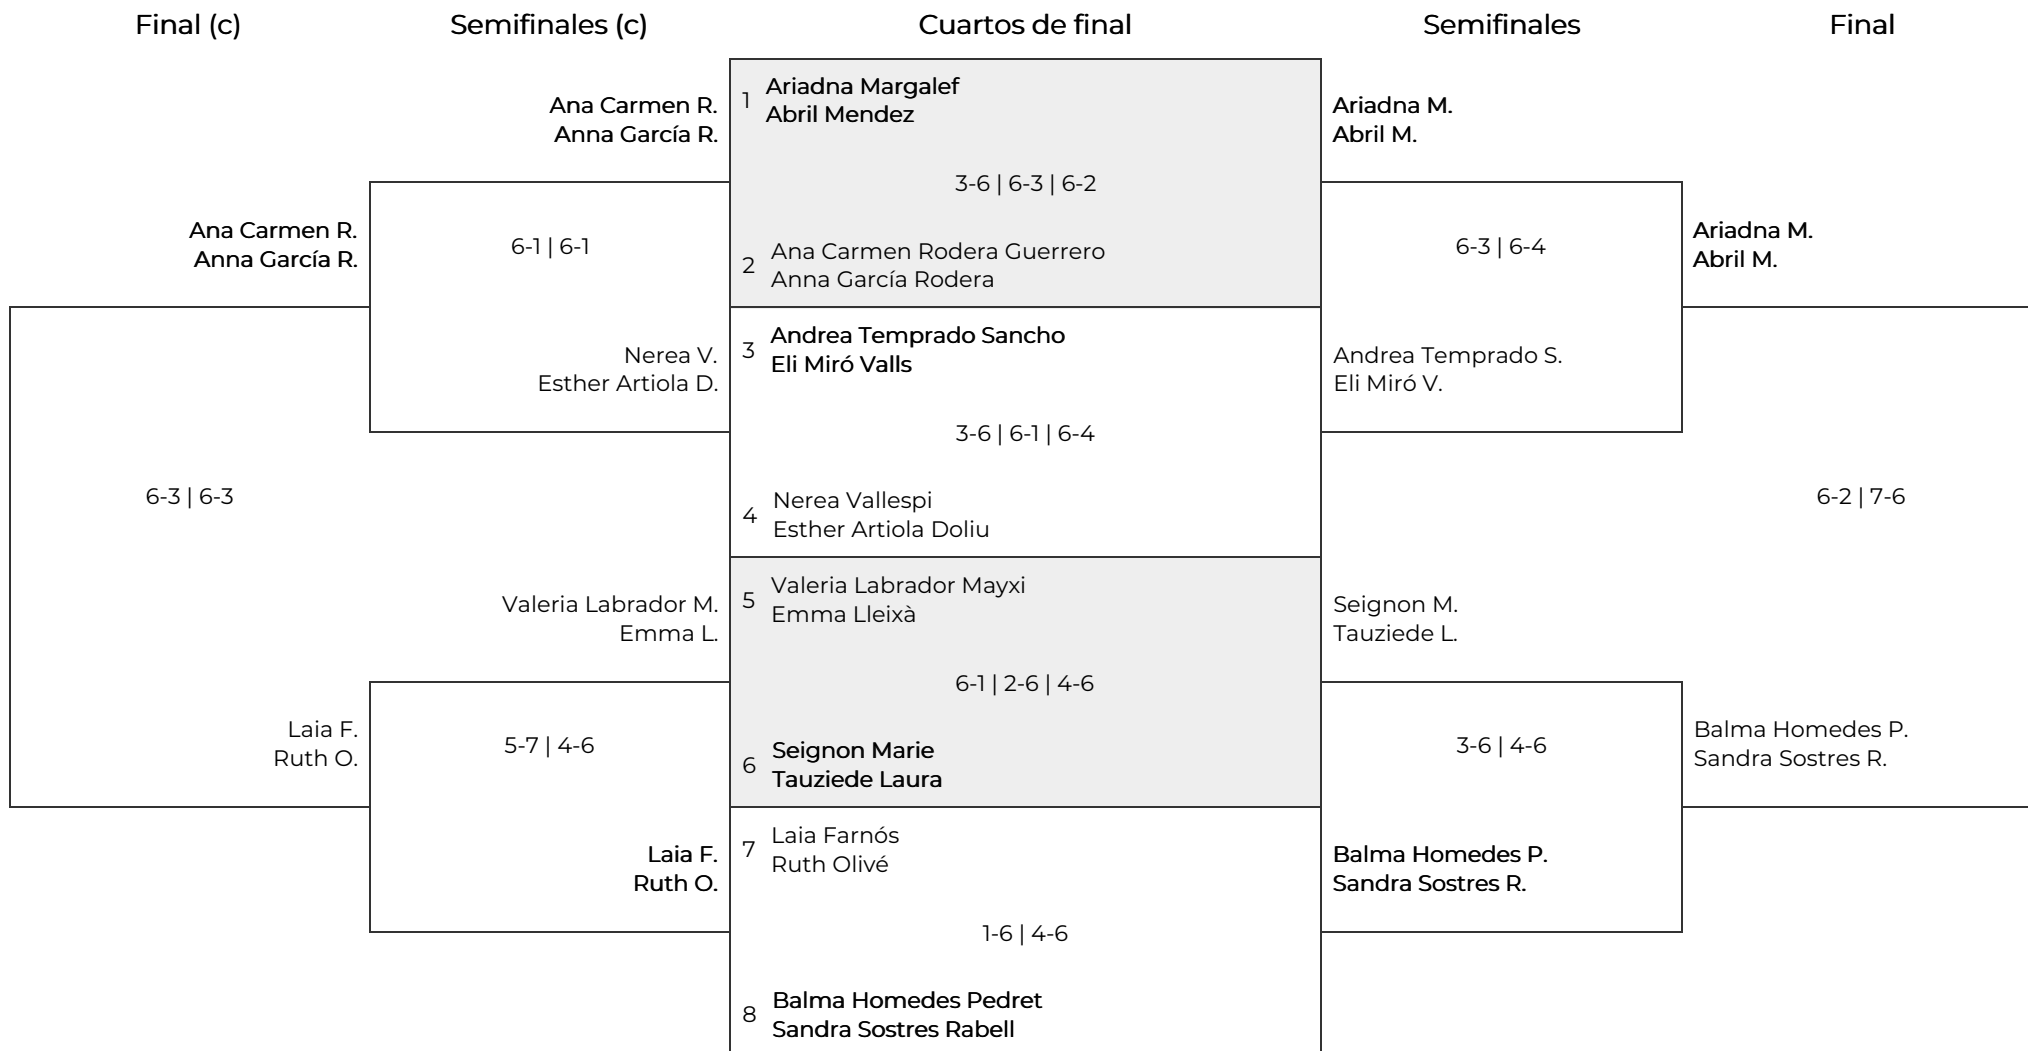 Final (c)
Semifinales (c)
Cuartos de final
Semifinales
Final
Ana Carmen R.
Anna García R.
6-3 | 6-3
Laia F.
Ruth O.
Ana Carmen R.
Anna García R.
6-1 | 6-1
Nerea V.
Esther Artiola D.
Valeria Labrador M.
Emma L.
5-7 | 4-6
Laia F.
Ruth O.
1
Ariadna Margalef
Abril Mendez
3-6 | 6-3 | 6-2
2
Ana Carmen Rodera Guerrero
Anna García Rodera
3
Andrea Temprado Sancho
Eli Miró Valls
3-6 | 6-1 | 6-4
4
Nerea Vallespi
Esther Artiola Doliu
5
Valeria Labrador Mayxi
Emma Lleixà
6-1 | 2-6 | 4-6
6
Seignon Marie
Tauziede Laura
7
Laia Farnós
Ruth Olivé
1-6 | 4-6
8
Balma Homedes Pedret
Sandra Sostres Rabell
Ariadna M.
Abril M.
6-3 | 6-4
Andrea Temprado S.
Eli Miró V.
Seignon M.
Tauziede L.
3-6 | 4-6
Balma Homedes P.
Sandra Sostres R.
Ariadna M.
Abril M.
6-2 | 7-6
Balma Homedes P.
Sandra Sostres R.